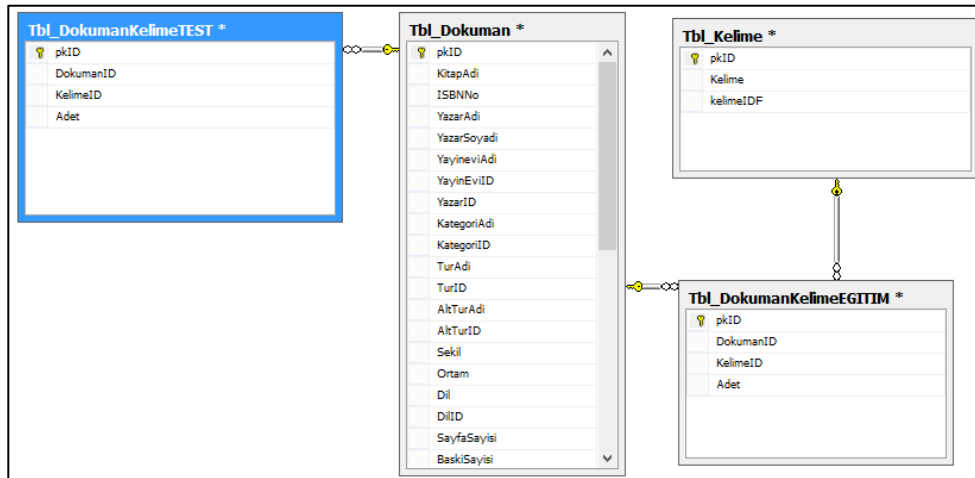 Tbl_DokumanKelimeTEST *
pkID
DokumanID
KelimeID
Adet
Tbl_Dokuman *
pkID
KitapAdi
ISBNNo
YazarAdi
YazarSoyadi
YayineviAdi
YayinEviID
YazarID
KategoriAdi
KategoriID
TurAdi
TurID
AltTurAdi
AltTurID
Sekil
Ortam
Dil
DilID
SayfaSayisi
BaskiSayisi
Tbl_Kelime *
pkID
Kelime
kelimeIDF
Tbl_DokumanKelimeEGITIM *
pkID
DokumanID
KelimeID
Adet